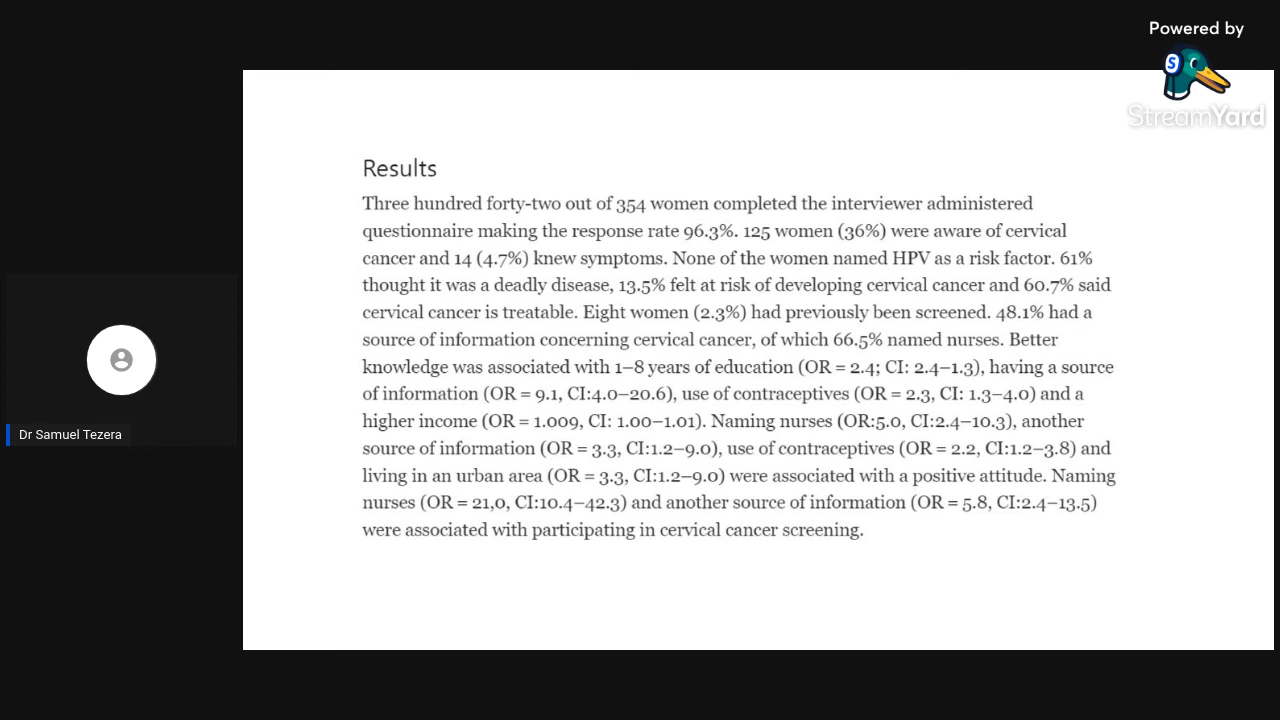 Powered by
StreamYard
Results
Three hundred forty-two out of 354 women completed the interviewer administered
questionnaire making the response rate 96.3%. 125 women (36%) were aware of cervical
cancer and 14 (4.7%) knew symptoms. None of the women named HPV as a risk factor. 61%
thought it was a deadly disease, 13.5% felt at risk of developing cervical cancer and 60.7% said
cervical cancer is treatable. Eight women (2.3%) had previously been screened. 48.1% had a
source of information concerning cervical cancer, of which 66.5% named nurses. Better
knowledge was associated with 1–8 years of education (OR = 2.4; CI: 2.4–1.3), having a source
of information (OR = 9.1, CI:4.0–20.6), use of contraceptives (OR = 2.3, CI: 1.3–4.0) and a
higher income (OR = 1.009, CI: 1.00–1.01). Naming nurses (OR:5.0, CI:2.4–10.3), another
source of information (OR = 3.3, CI:1.2–9.0), use of contraceptives (OR = 2.2, CI:1.2–3.8) and
living in an urban area (OR = 3.3, CI:1.2–9.0) were associated with a positive attitude. Naming
nurses (OR = 21,0, CI:10.4–42.3) and another source of information (OR = 5.8, CI:2.4–13.5)
were associated with participating in cervical cancer screening.
Dr Samuel Tezera